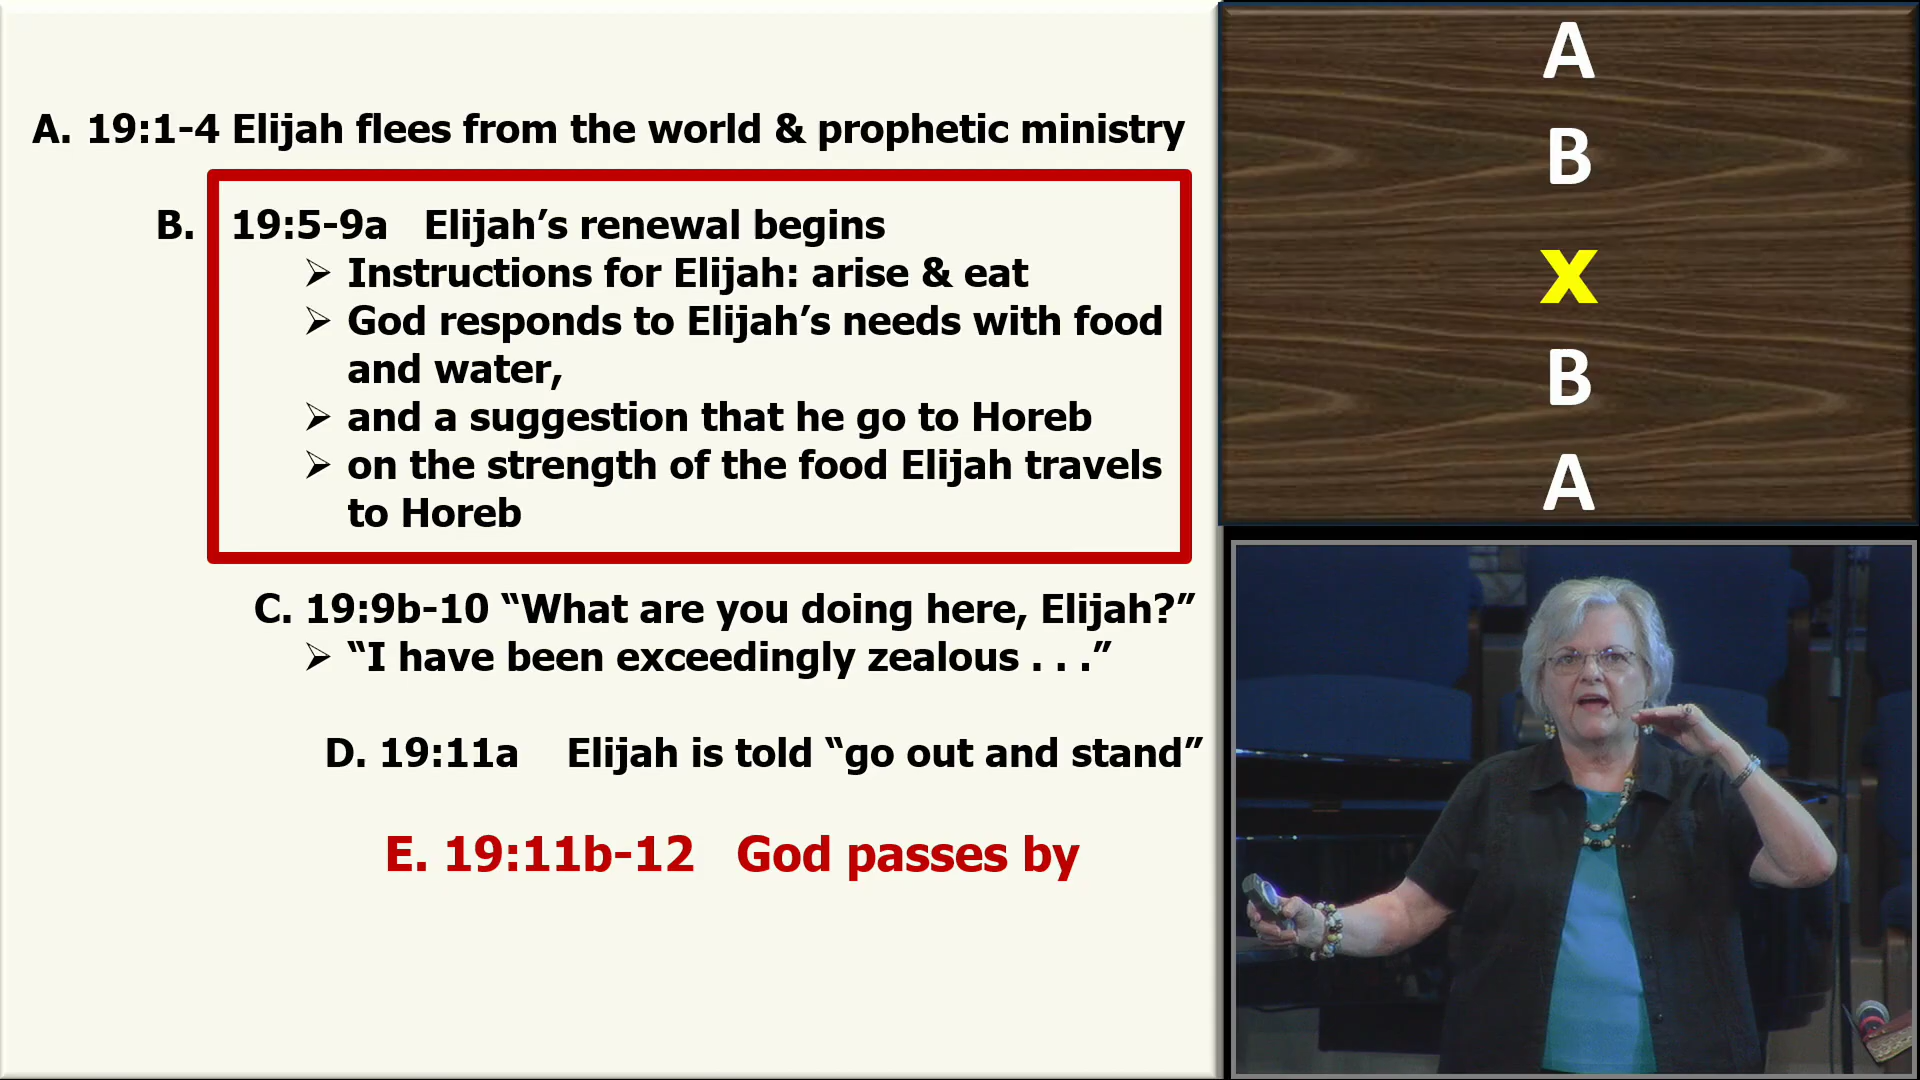 A. 19:1-4 Elijah flees from the world & prophetic ministry
B. 19:5-9a Elijah’s renewal begins
➢ Instructions for Elijah: arise & eat
➢ God responds to Elijah’s needs with food
and water,
➢ and a suggestion that he go to Horeb
➢ on the strength of the food Elijah travels
to Horeb
C. 19:9b-10 “What are you doing here, Elijah?”
➢ “I have been exceedingly zealous . . .”
D. 19:11a Elijah is told “go out and stand”
E. 19:11b-12 God passes by
A
B
X
B
A